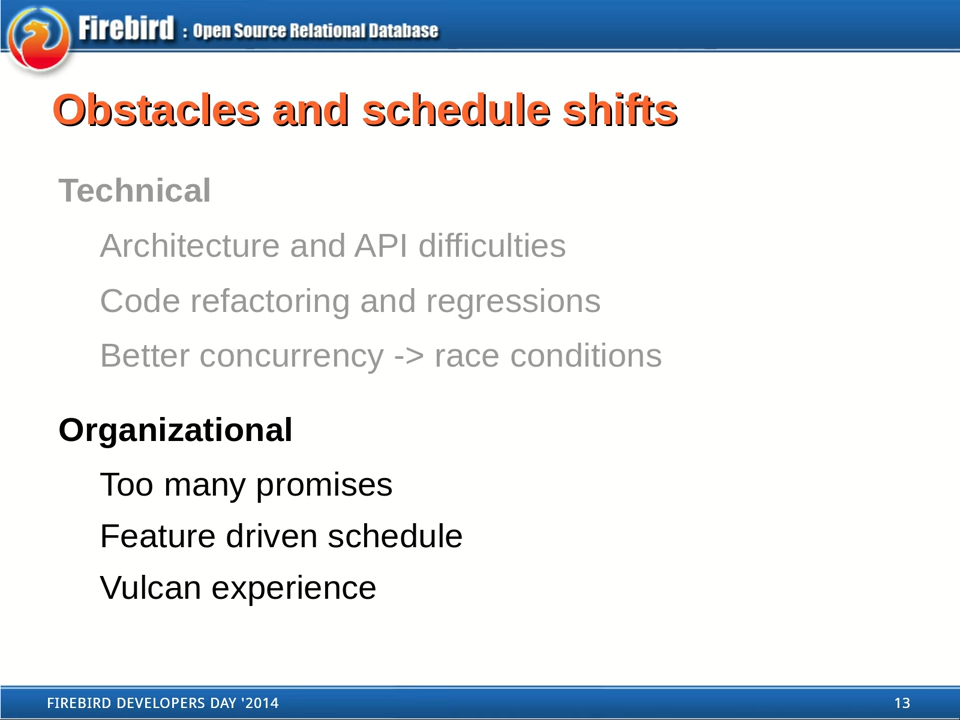 Firebird : Open Source Relational Database
Obstacles and schedule shifts
Technical
Architecture and API difficulties
Code refactoring and regressions
Better concurrency -> race conditions
Organizational
Too many promises
Feature driven schedule
Vulcan experience
FIREBIRD DEVELOPERS DAY '2014 13